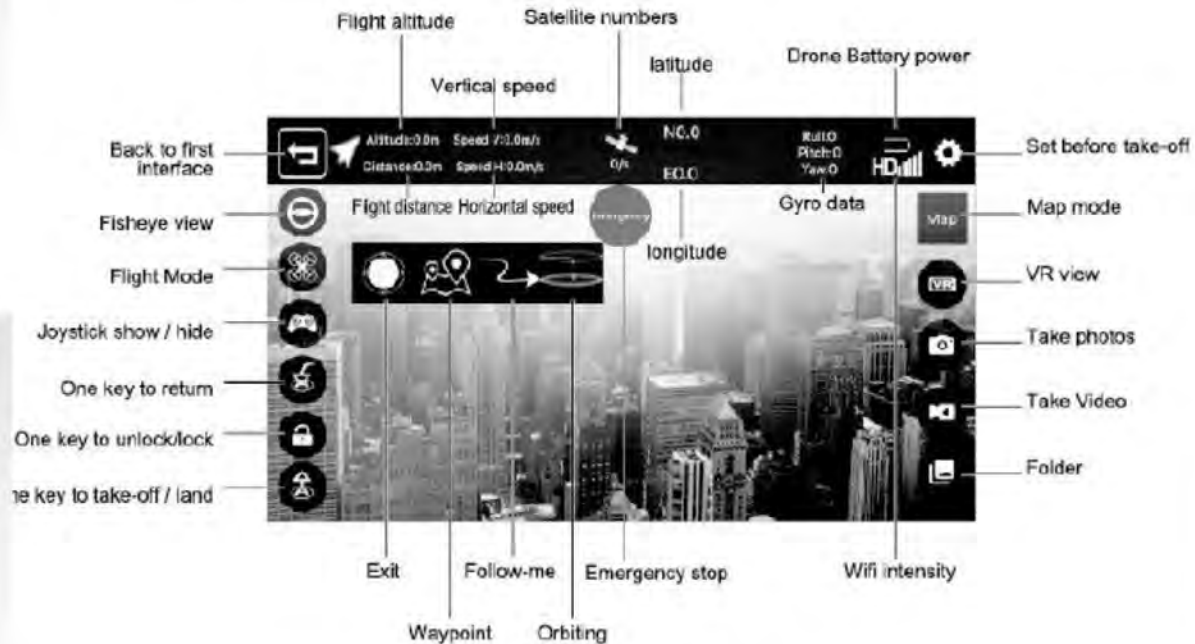 Flight altitude
Satellite numbers
latitude
Drone Battery power
Vertical speed
Back to first
interface
Altitude:0.0m Speed V:0.0m/s
Distance:0.0m Speed H:0.0m/s
0/s
N0.0
E0.0
Roll:0
Pitch:0
Yaw:0
HD
Set before take-off
Fisheye view
Flight distance Horizontal speed
Emergency
longitude
Gyro data
Map
Map mode
Flight Mode
VR
VR view
Joystick show / hide
Take photos
One key to return
Take Video
One key to unlock/lock
Folder
ne key to take-off / land
Exit
Follow-me
Emergency stop
Wifi intensity
Waypoint
Orbiting